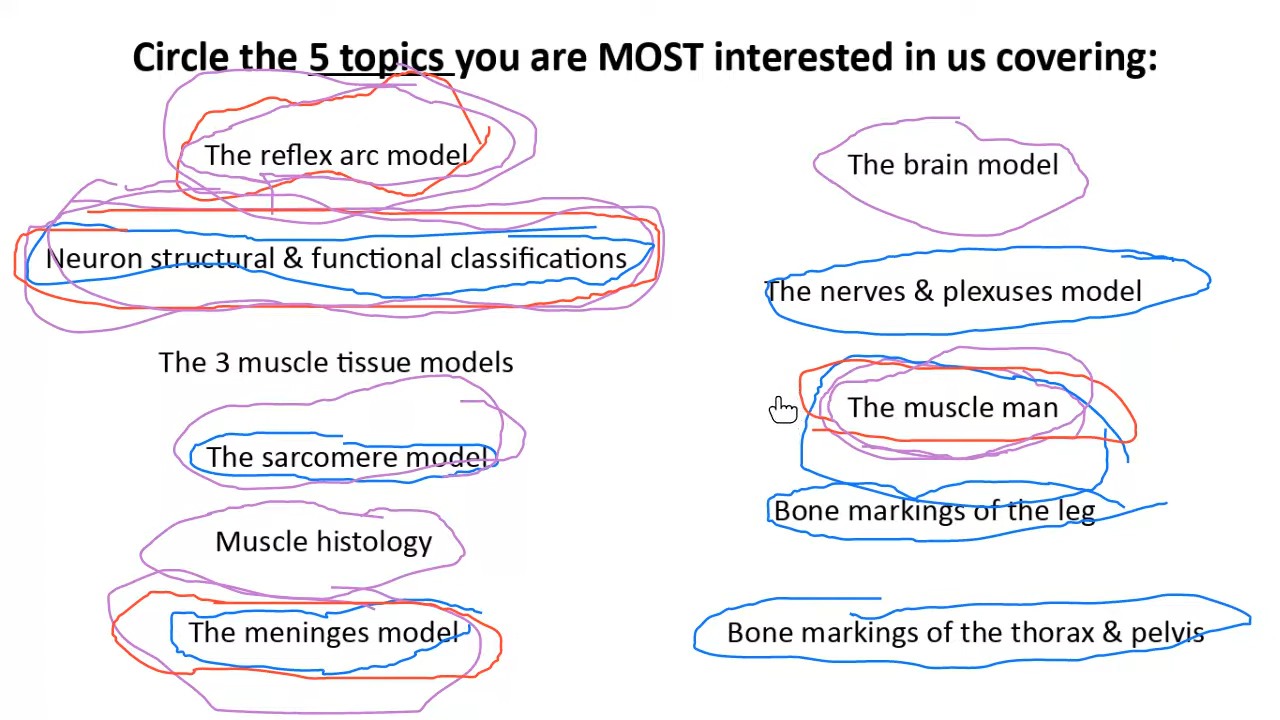 Circle the 5 topics you are MOST interested in us covering:
The reflex arc model
Neuron structural & functional classifications
The 3 muscle tissue models
The sarcomere model
Muscle histology
The meninges model
The brain model
The nerves & plexuses model
The muscle man
Bone markings of the leg
Bone markings of the thorax & pelvis